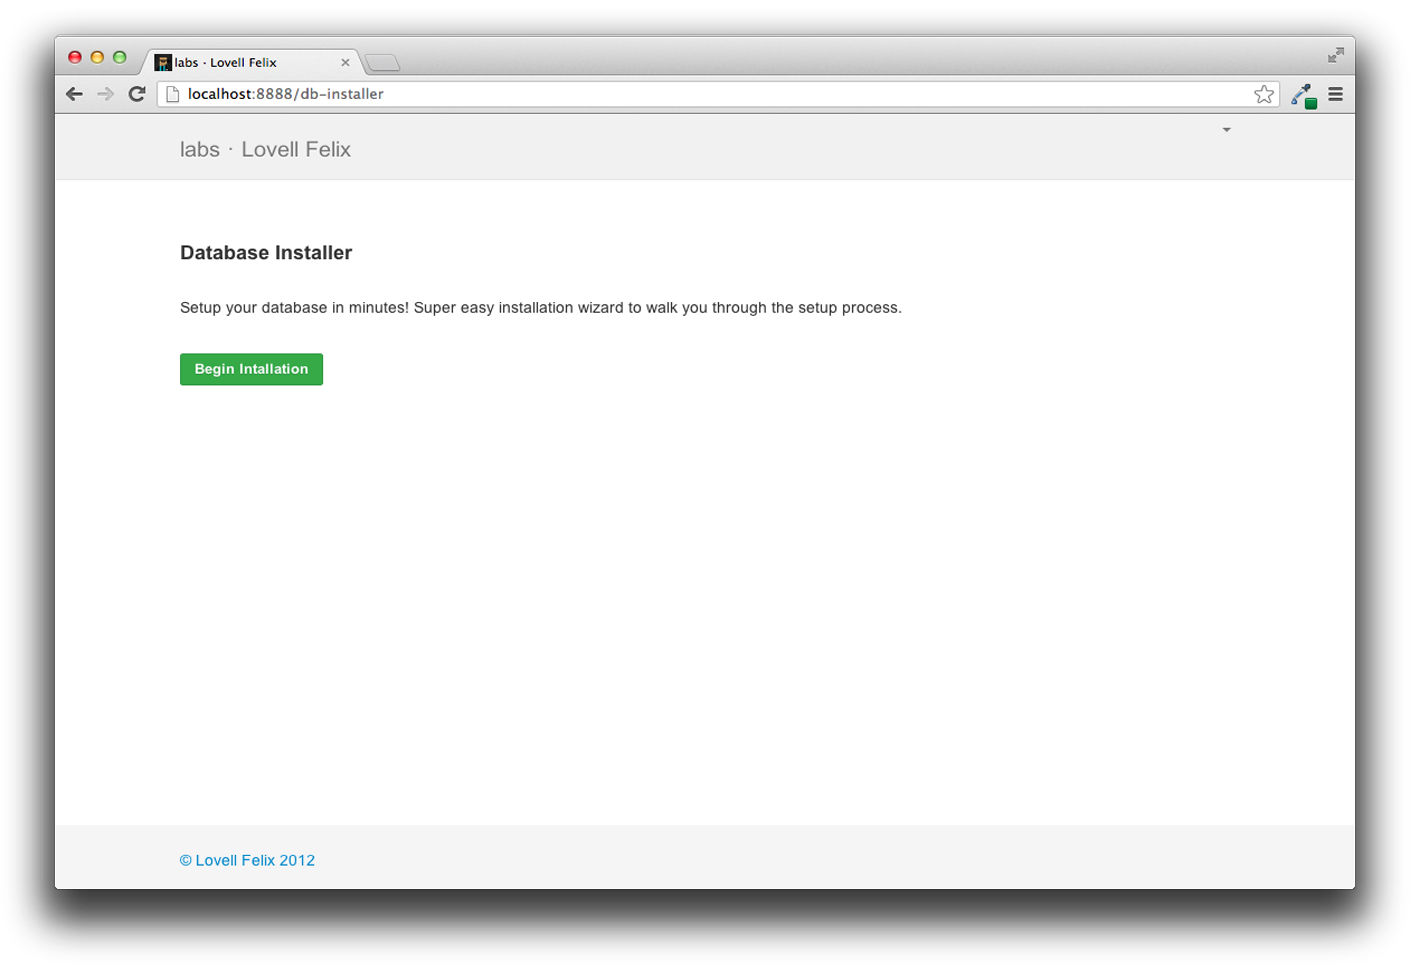 labs · Lovell Felix
localhost:8888/db-installer
labs · Lovell Felix
Database Installer
Setup your database in minutes! Super easy installation wizard to walk you through the setup process.
Begin Intallation
© Lovell Felix 2012